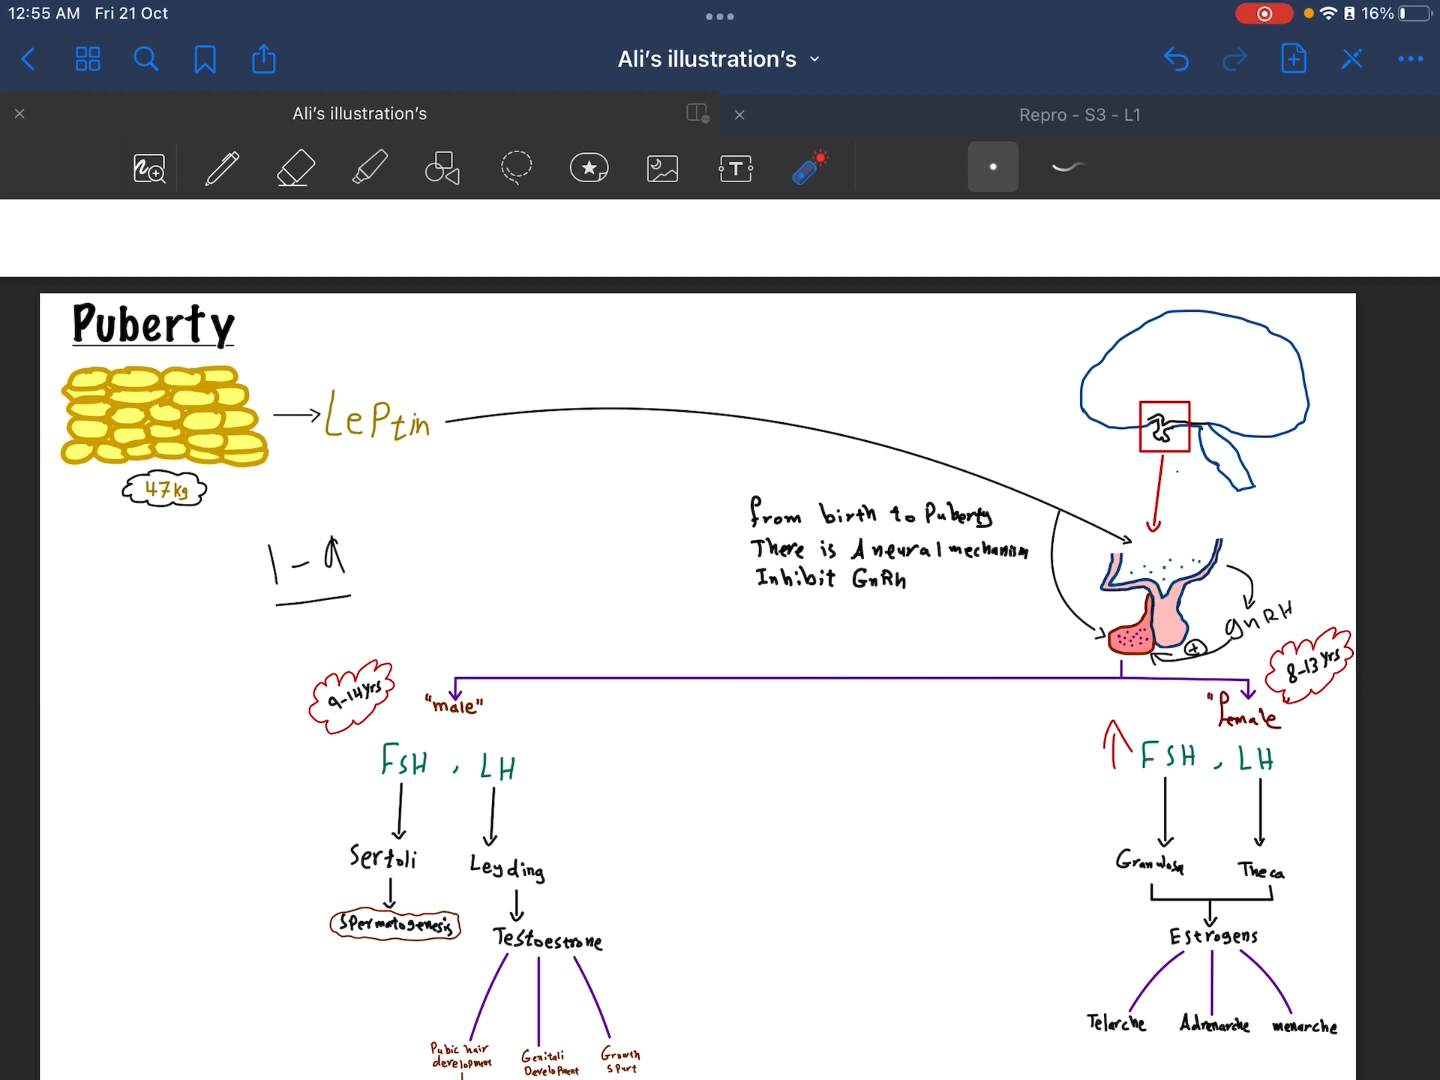 12:55 AM Fri 21 Oct
16%
Ali's illustration's
Ali's illustration's
Repro - S3 - L1
Puberty
LePtin
47kg
from birth to Puberty
There is A neural mechanism
Inhibit GnRh
gnRH
+
9-14yrs
8-13 yrs
"male"
"Female
FSH , LH
FSH , LH
Sertoli
Leyding
Granulosa
Theca
Spermatogenesis
Testoestrone
Estrogens
Telarche
Adrenarche
menarche
Pubic hair
development
Genitali
Development
Growth
spurt